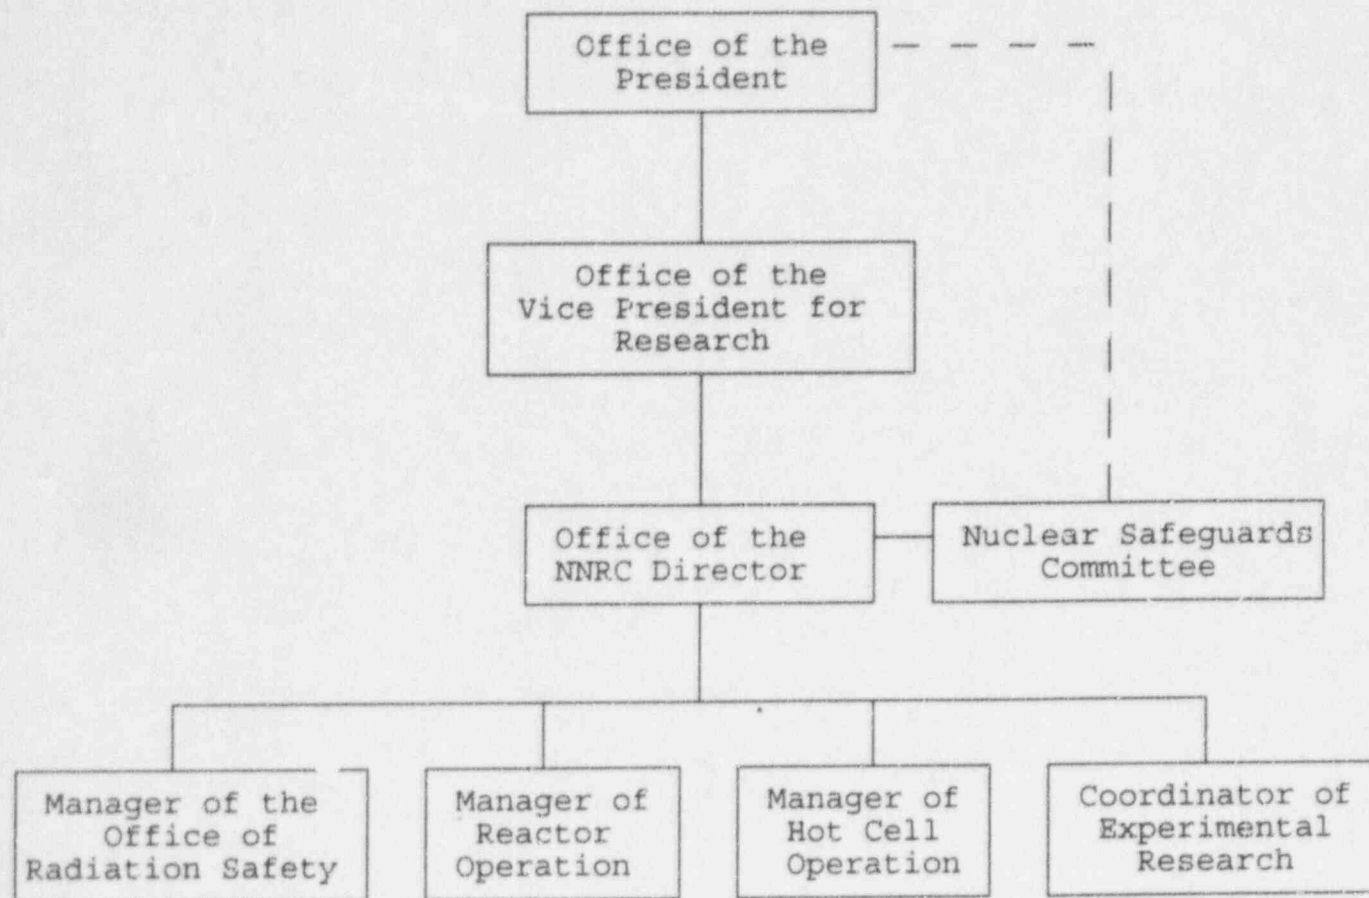 Office of the
President
Office of the
Vice President for
Research
Office of the
NNRC Director
Nuclear Safeguards
Committee
Manager of the
Office of
Radiation Safety
Manager of
Reactor
Operation
Manager of
Hot Cell
Operation
Coordinator of
Experimental
Research